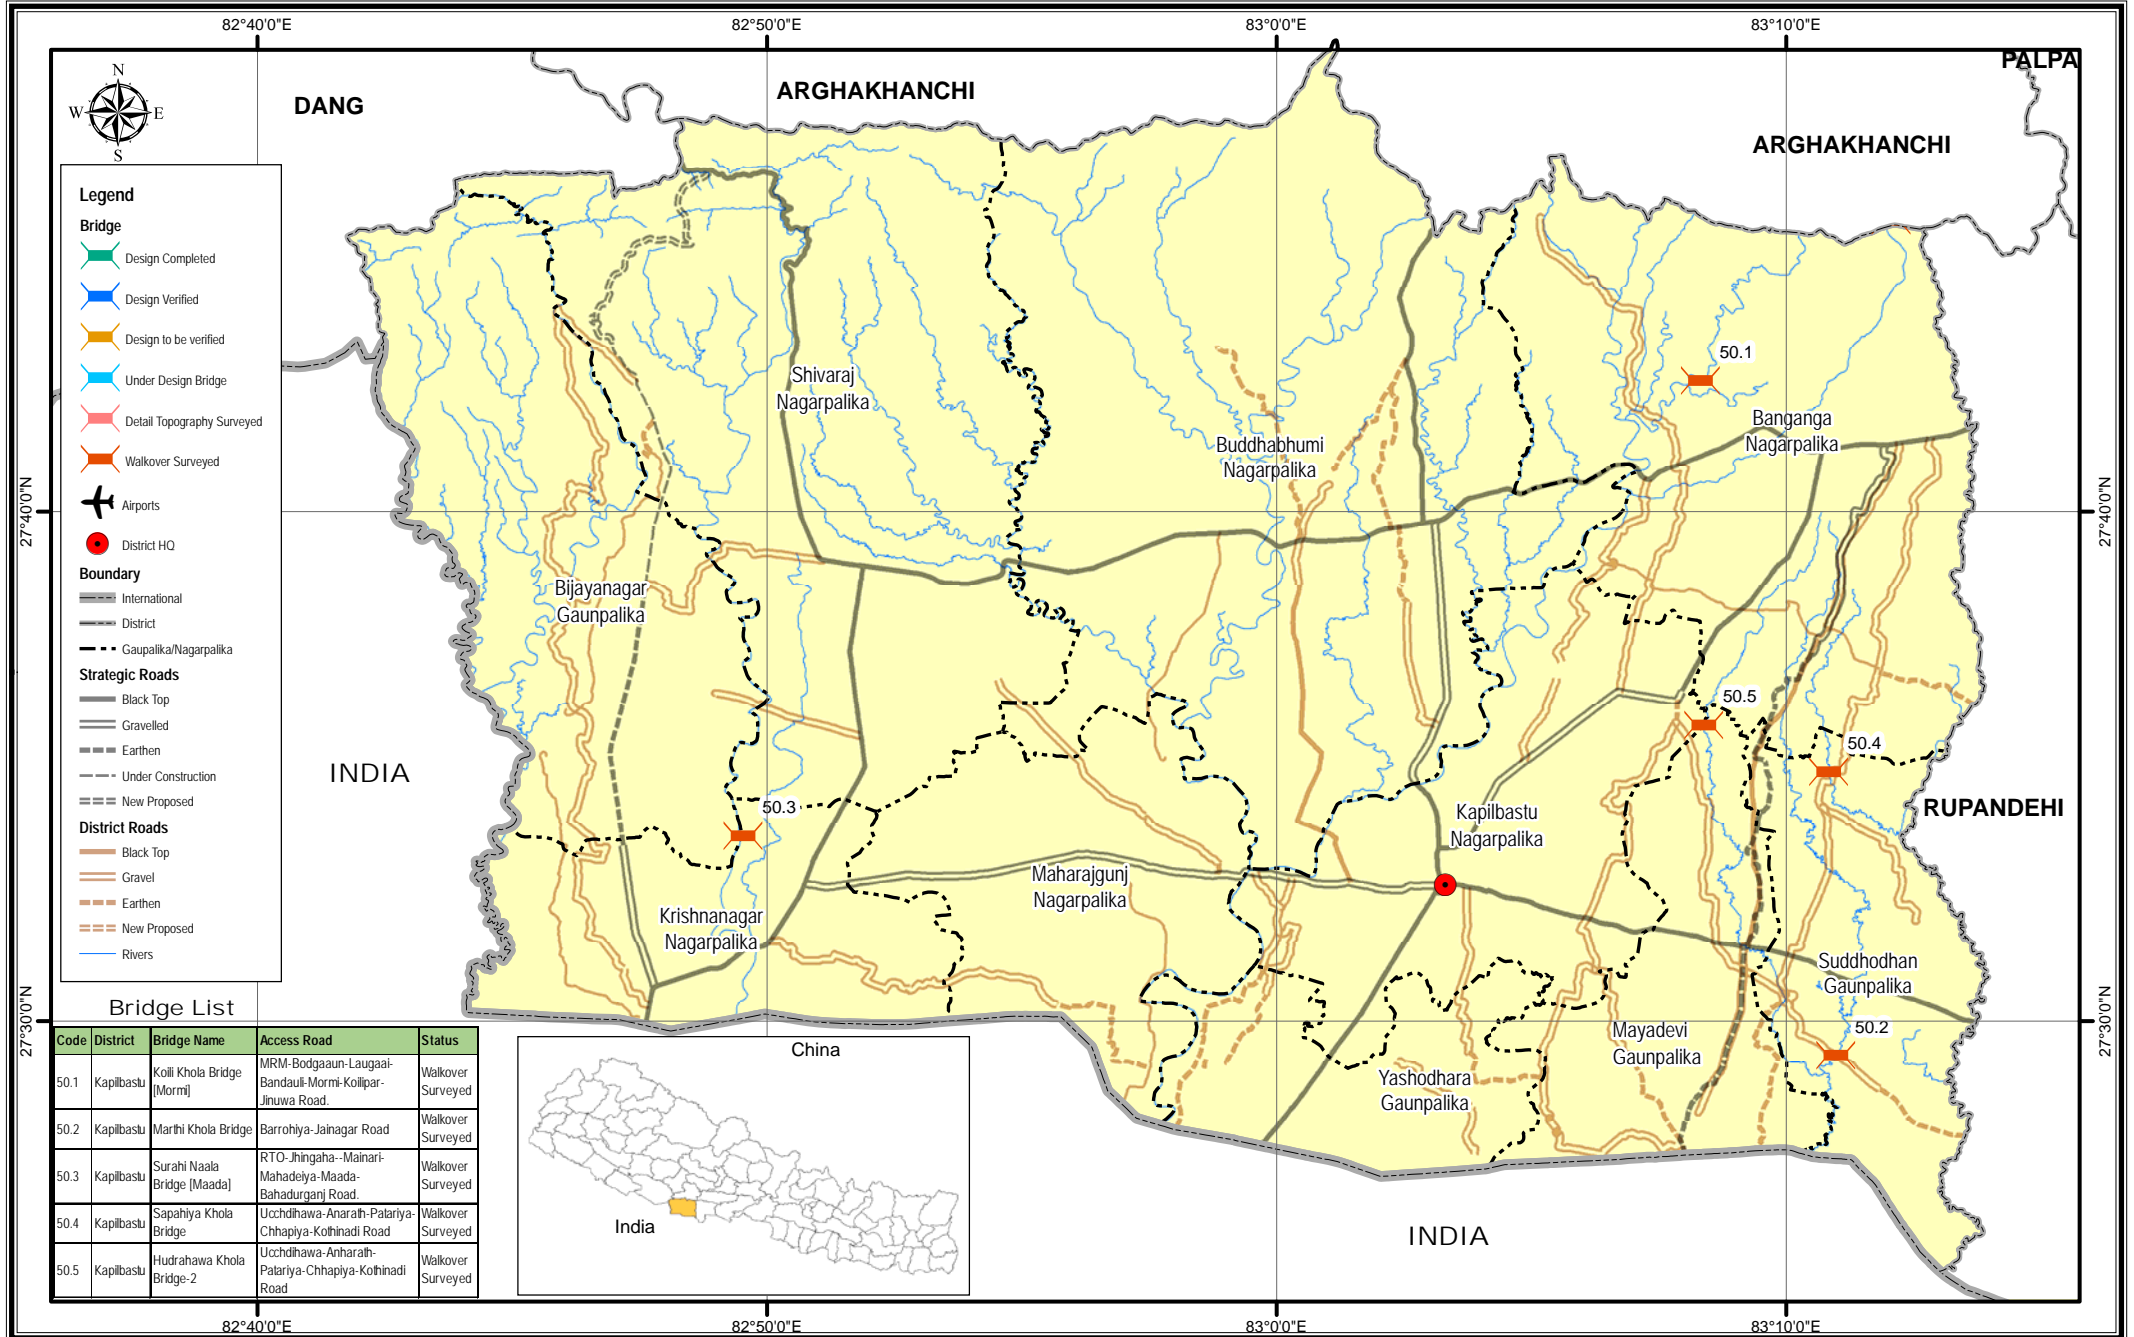 82°40'0"E
82°50'0"E
83°0'0"E
83°10'0"E
PALPA
N
W
E
S
DANG
ARGHAKHANCHI
ARGHAKHANCHI
Legend
Bridge
Design Completed
Design Verified
Design to be verified
Under Design Bridge
Detail Topography Surveyed
Walkover Surveyed
Airports
District HQ
Boundary
International
District
Gaupalika/Nagarpalika
Strategic Roads
Black Top
Gravelled
Earthen
Under Construction
New Proposed
District Roads
Black Top
Gravel
Earthen
New Proposed
Rivers
50.1
Shivaraj
Nagarpalika
Banganga
Nagarpalika
Buddhabhumi
Nagarpalika
27°40'0"N
27°40'0"N
Bijayanagar
Gaunpalika
50.5
50.4
INDIA
50.3
RUPANDEHI
Kapilbastu
Nagarpalika
Maharajgunj
Nagarpalika
Krishnanagar
Nagarpalika
Suddhodhan
Gaunpalika
27°30'0"N
27°30'0"N
50.2
Mayadevi
Gaunpalika
Yashodhara
Gaunpalika
INDIA
Bridge List
Code District Bridge Name Access Road Status
50.1 Kapilbastu Koili Khola Bridge [Mormi] MRM-Bodgaaun-Laugaai-Bandauli-Mormi-Koilipar-Jinuwa Road. Walkover Surveyed
50.2 Kapilbastu Marthi Khola Bridge Barrohiya-Jainagar Road Walkover Surveyed
50.3 Kapilbastu Surahi Naala Bridge [Maada] RTO-Jhingaha--Mainari-Mahadeiya-Maada-Bahadurganj Road. Walkover Surveyed
50.4 Kapilbastu Sapahiya Khola Bridge Ucchdihawa-Anarath-Patariya-Chhapiya-Kothinadi Road Walkover Surveyed
50.5 Kapilbastu Hudrahawa Khola Bridge-2 Ucchdihawa-Anharath-Patariya-Chhapiya-Kothinadi Road Walkover Surveyed
China
India
82°40'0"E
82°50'0"E
83°0'0"E
83°10'0"E